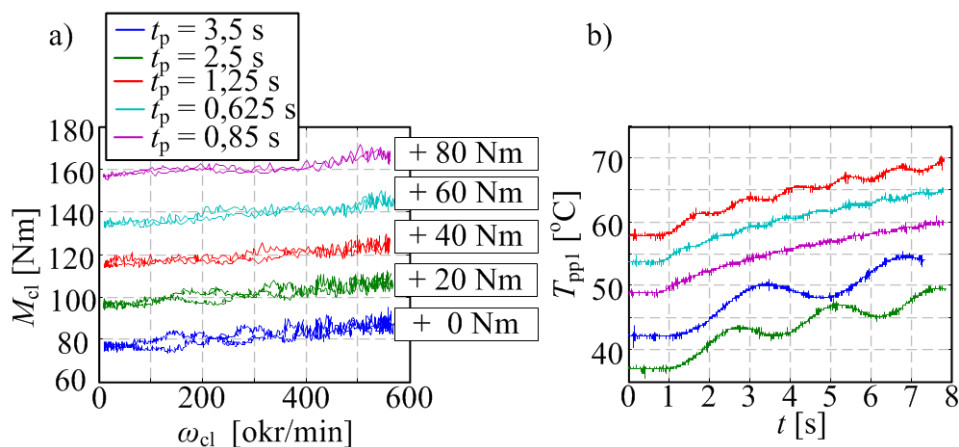 a)
t_p = 3,5 s
t_p = 2,5 s
t_p = 1,25 s
t_p = 0,625 s
t_p = 0,85 s
180
160
140
120
100
80
60
M_cl [Nm]
+ 80 Nm
+ 60 Nm
+ 40 Nm
+ 20 Nm
+ 0 Nm
0 200 400 600
ω_cl [okr/min]
b)
70
60
50
40
T_pp1 [°C]
0 1 2 3 4 5 6 7 8
t [s]